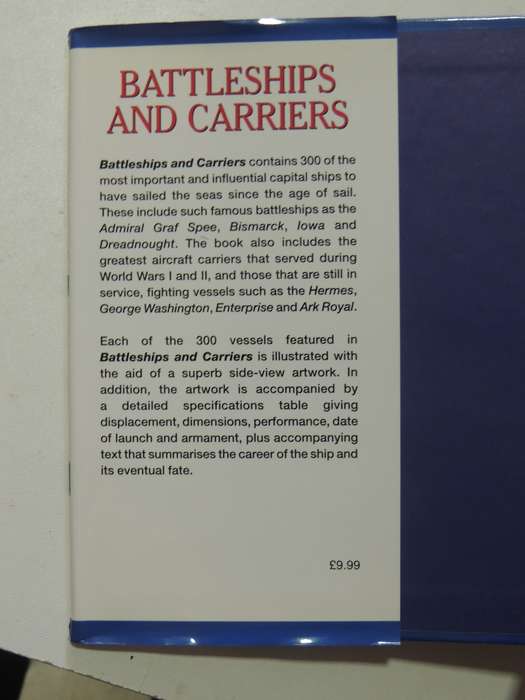 BATTLESHIPS
AND CARRIERS
Battleships and Carriers contains 300 of the
most important and influential capital ships to
have sailed the seas since the age of sail.
These include such famous battleships as the
Admiral Graf Spee, Bismarck, Iowa and
Dreadnought. The book also includes the
greatest aircraft carriers that served during
World Wars I and II, and those that are still in
service, fighting vessels such as the Hermes,
George Washington, Enterprise and Ark Royal.
Each of the 300 vessels featured in
Battleships and Carriers is illustrated with
the aid of a superb side-view artwork. In
addition, the artwork is accompanied by
a detailed specifications table giving
displacement, dimensions, performance, date
of launch and armament, plus accompanying
text that summarises the career of the ship and
its eventual fate.
£9.99